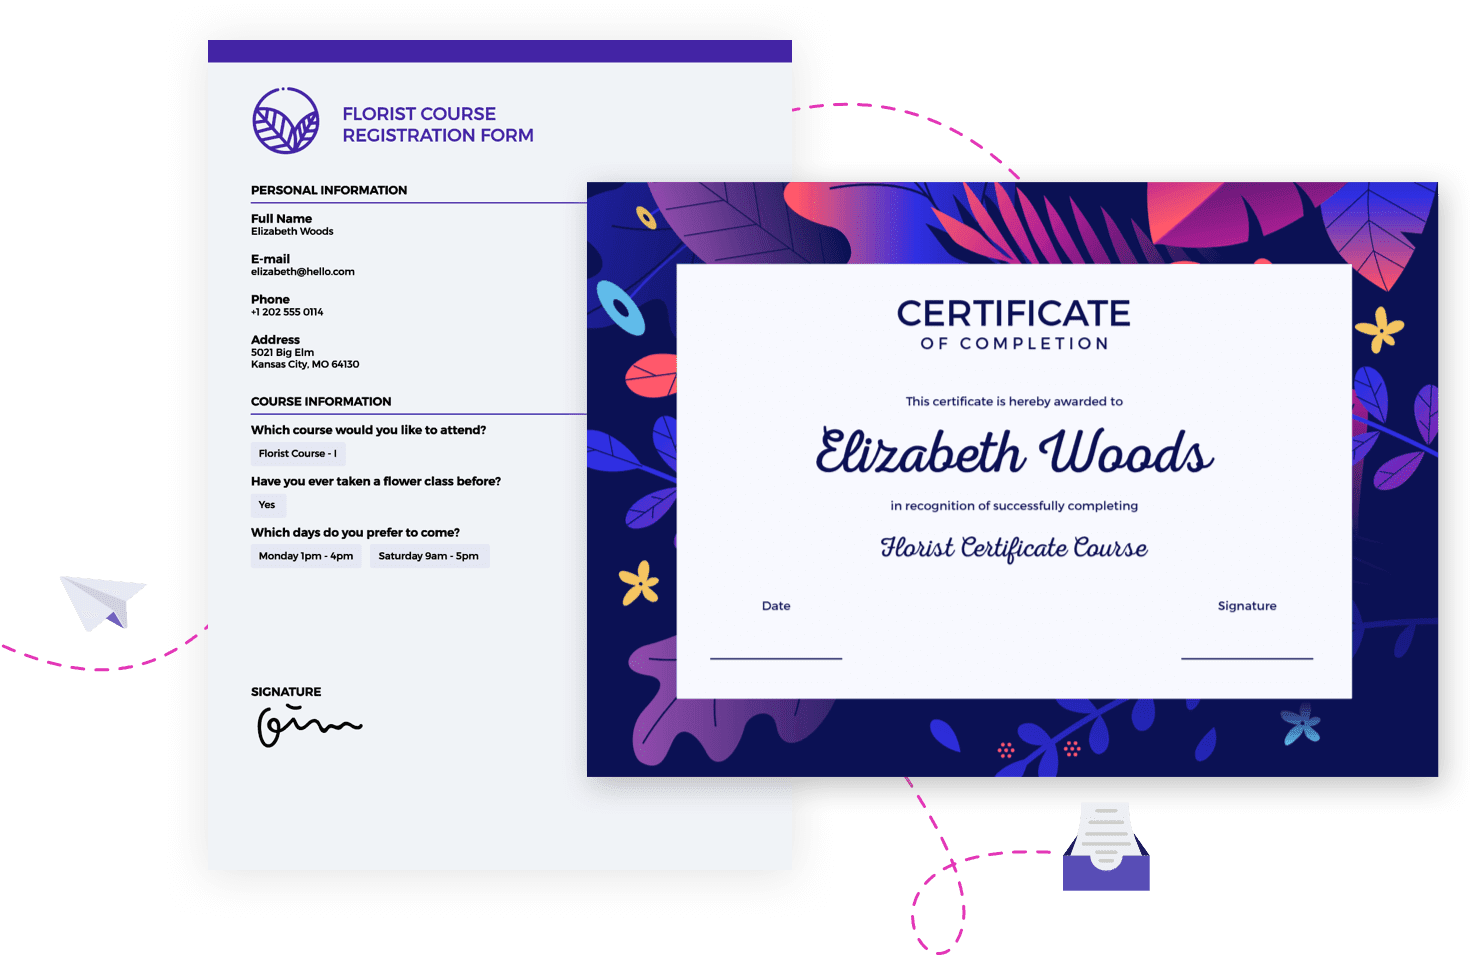 FLORIST COURSE
REGISTRATION FORM
PERSONAL INFORMATION
Full Name
Elizabeth Woods
E-mail
elizabeth@hello.com
Phone
+1 202 555 0114
Address
5021 Big Elm
Kansas City, MO 64130
COURSE INFORMATION
Which course would you like to attend?
Florist Course - I
Have you ever taken a flower class before?
Yes
Which days do you prefer to come?
Monday 1pm - 4pm Saturday 9am - 5pm
SIGNATURE
CERTIFICATE
OF COMPLETION
This certificate is hereby awarded to
Elizabeth Woods
in recognition of successfully completing
Florist Certificate Course
Date Signature